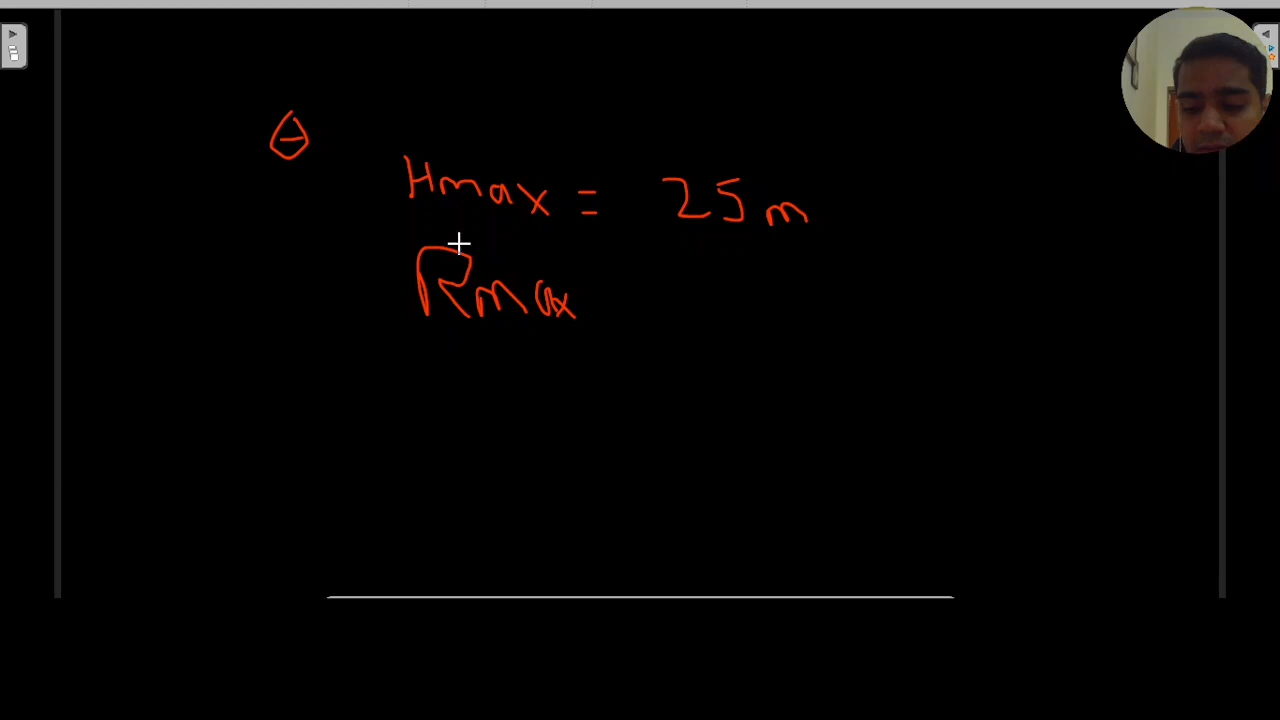 θ
Hmax = 25 m
Rmax